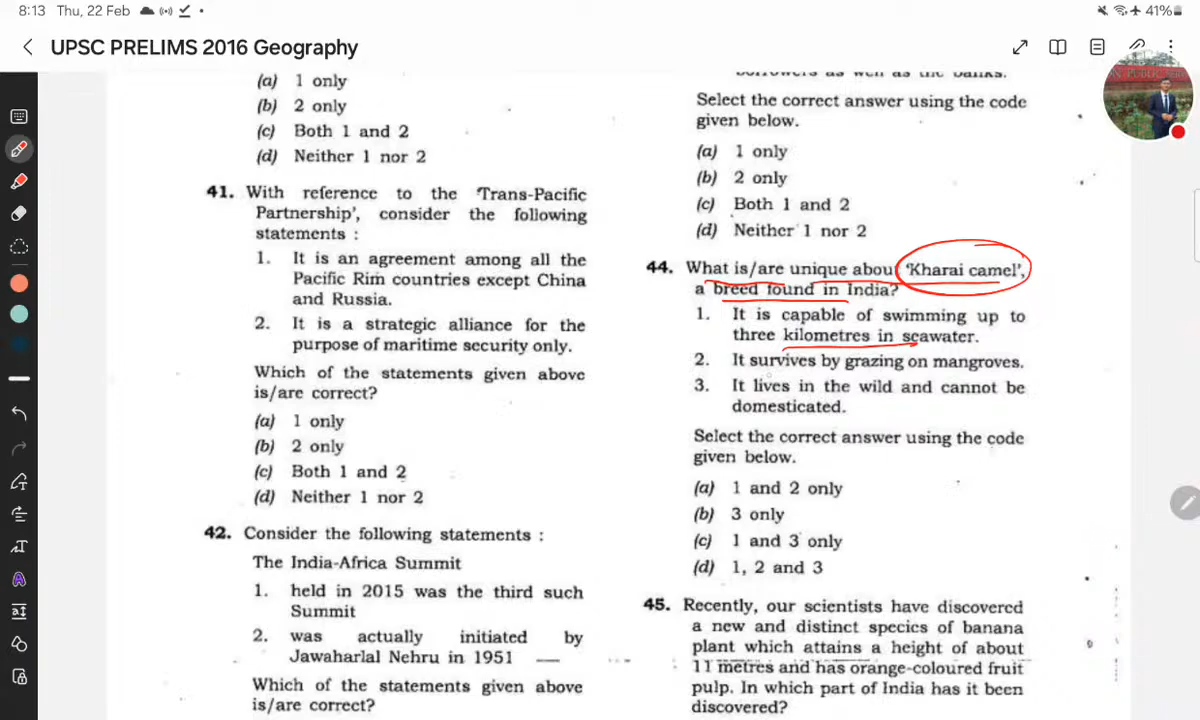 8:13 Thu, 22 Feb
41%
UPSC PRELIMS 2016 Geography
(a) 1 only
(b) 2 only
(c) Both 1 and 2
(d) Neither 1 nor 2
41. With reference to the 'Trans-Pacific
Partnership', consider the following
statements :
1. It is an agreement among all the
Pacific Rim countries except China
and Russia.
2. It is a strategic alliance for the
purpose of maritime security only.
Which of the statements given above
is/are correct?
(a) 1 only
(b) 2 only
(c) Both 1 and 2
(d) Neither 1 nor 2
42. Consider the following statements :
The India-Africa Summit
1. held in 2015 was the third such
Summit
2. was actually initiated by
Jawaharlal Nehru in 1951
Which of the statements given above
is/are correct?
borrowers as well as the banks.
Select the correct answer using the code
given below.
(a) 1 only
(b) 2 only
(c) Both 1 and 2
(d) Neither 1 nor 2
44. What is/are unique about 'Kharai camel',
a breed found in India?
1. It is capable of swimming up to
three kilometres in seawater.
2. It survives by grazing on mangroves.
3. It lives in the wild and cannot be
domesticated.
Select the correct answer using the code
given below.
(a) 1 and 2 only
(b) 3 only
(c) 1 and 3 only
(d) 1, 2 and 3
45. Recently, our scientists have discovered
a new and distinct species of banana
plant which attains a height of about
11 metres and has orange-coloured fruit
pulp. In which part of India has it been
discovered?